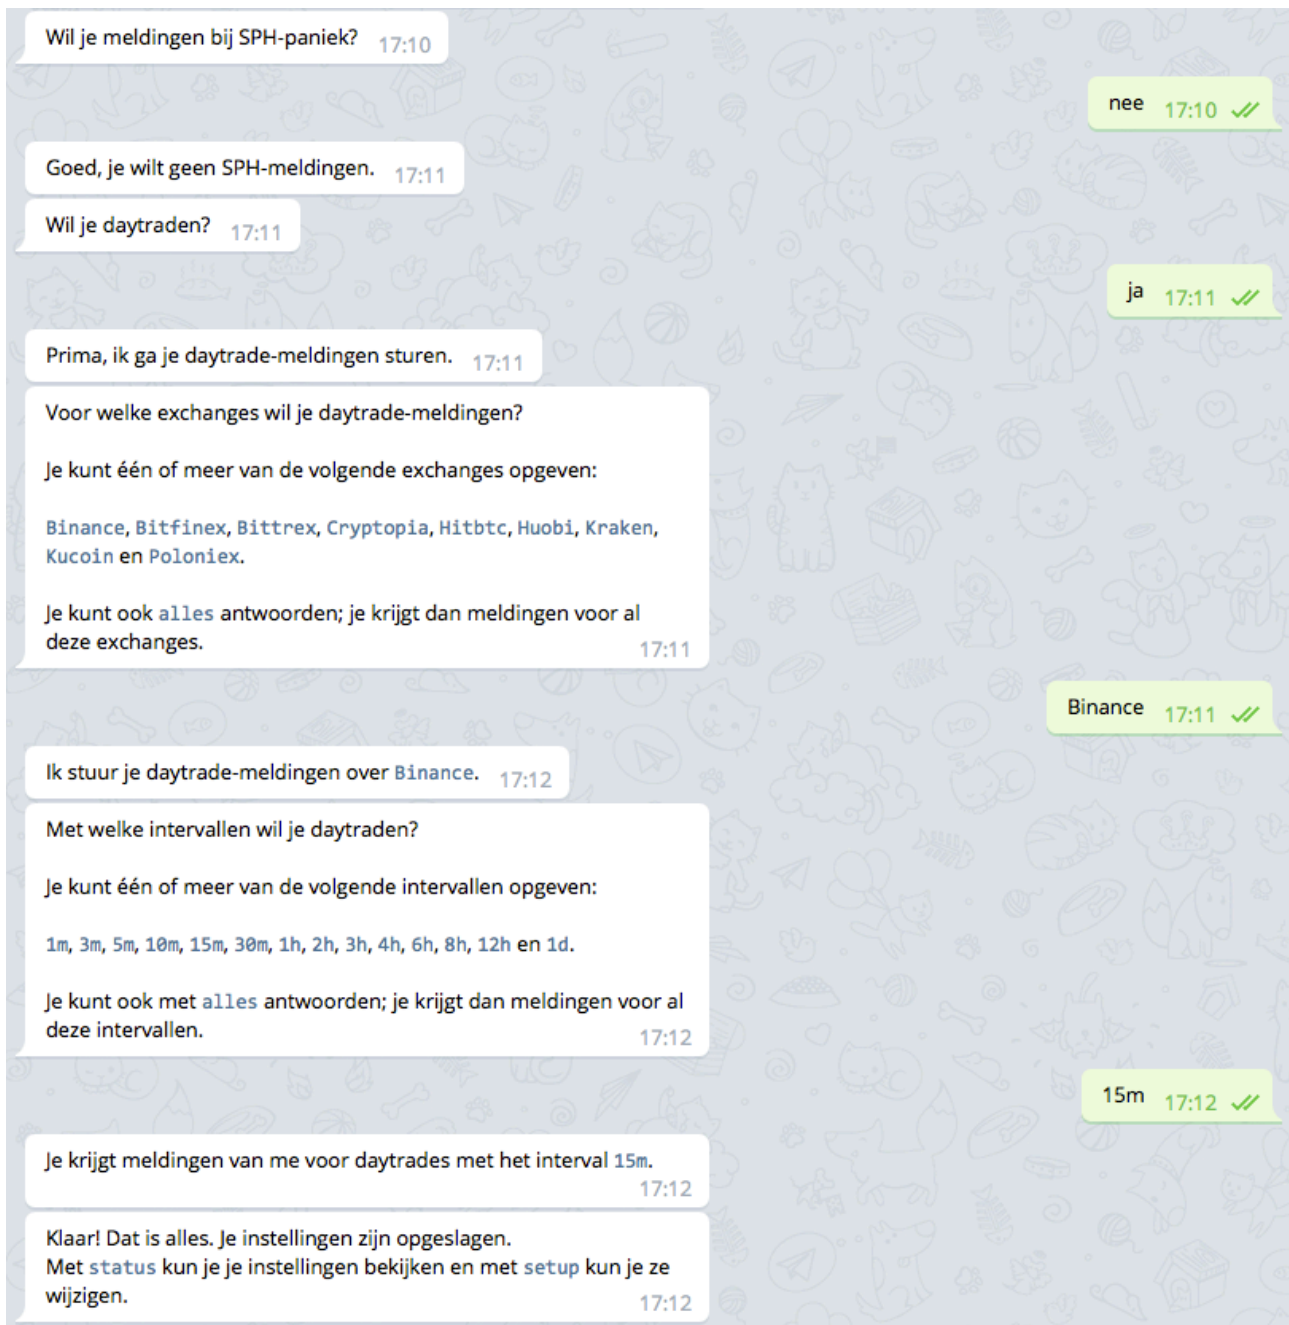 Wil je meldingen bij SPH-paniek? 17:10
nee 17:10
Goed, je wilt geen SPH-meldingen. 17:11
Wil je daytraden? 17:11
ja 17:11
Prima, ik ga je daytrade-meldingen sturen. 17:11
Voor welke exchanges wil je daytrade-meldingen?
Je kunt één of meer van de volgende exchanges opgeven:
Binance, Bitfinex, Bittrex, Cryptopia, Hitbtc, Huobi, Kraken,
Kucoin en Poloniex.
Je kunt ook alles antwoorden; je krijgt dan meldingen voor al
deze exchanges. 17:11
Binance 17:11
Ik stuur je daytrade-meldingen over Binance. 17:12
Met welke intervallen wil je daytraden?
Je kunt één of meer van de volgende intervallen opgeven:
1m, 3m, 5m, 10m, 15m, 30m, 1h, 2h, 3h, 4h, 6h, 8h, 12h en 1d.
Je kunt ook met alles antwoorden; je krijgt dan meldingen voor al
deze intervallen. 17:12
15m 17:12
Je krijgt meldingen van me voor daytrades met het interval 15m.
17:12
Klaar! Dat is alles. Je instellingen zijn opgeslagen.
Met status kun je je instellingen bekijken en met setup kun je ze
wijzigen. 17:12